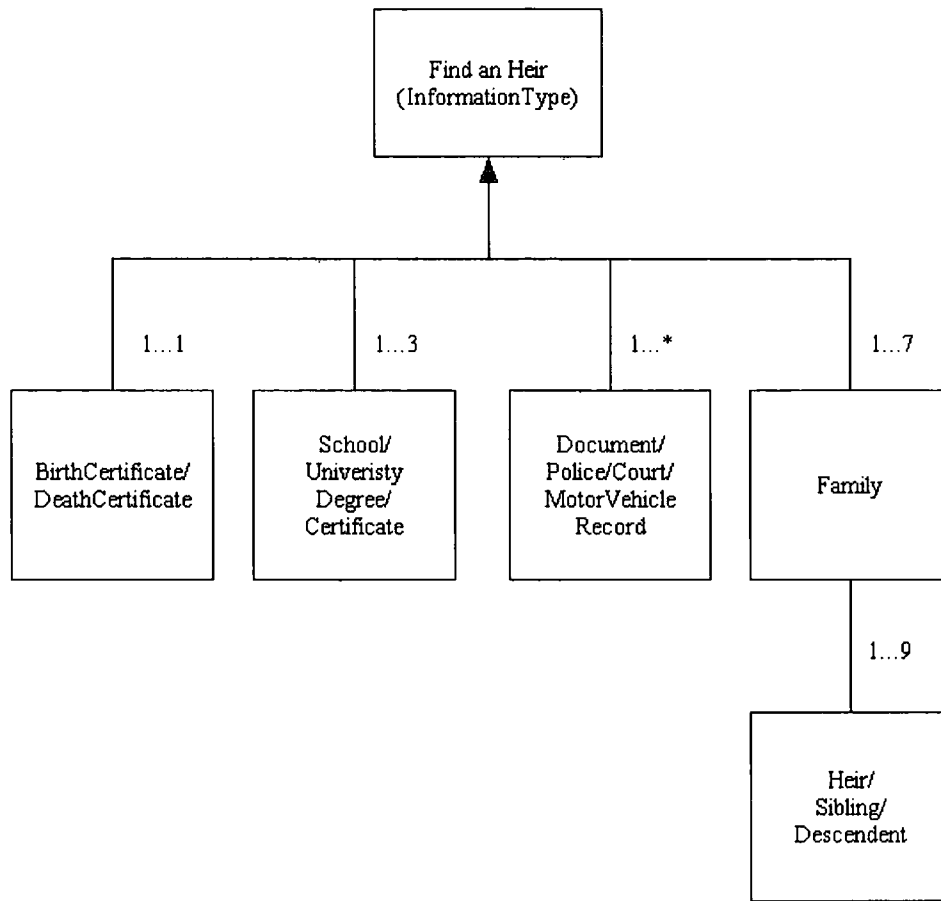 Find an Heir
(InformationType)
1...1
1...3
1...*
1...7
BirthCertificate/
DeathCertificate
School/
Univeristy
Degree/
Certificate
Document/
Police/Court/
MotorVehicle
Record
Family
1...9
Heir/
Sibling/
Descendent